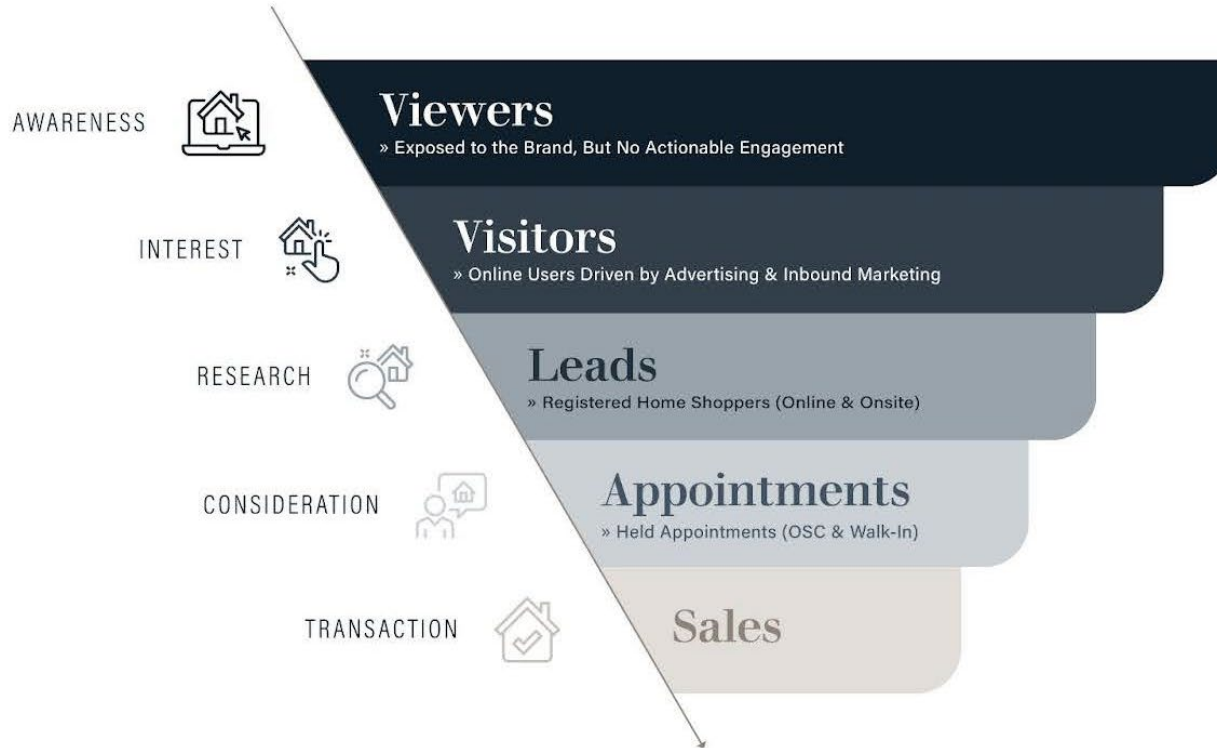 AWARENESS
Viewers
» Exposed to the Brand, But No Actionable Engagement
INTEREST
Visitors
» Online Users Driven by Advertising & Inbound Marketing
RESEARCH
Leads
» Registered Home Shoppers (Online & Onsite)
CONSIDERATION
Appointments
» Held Appointments (OSC & Walk-In)
TRANSACTION
Sales